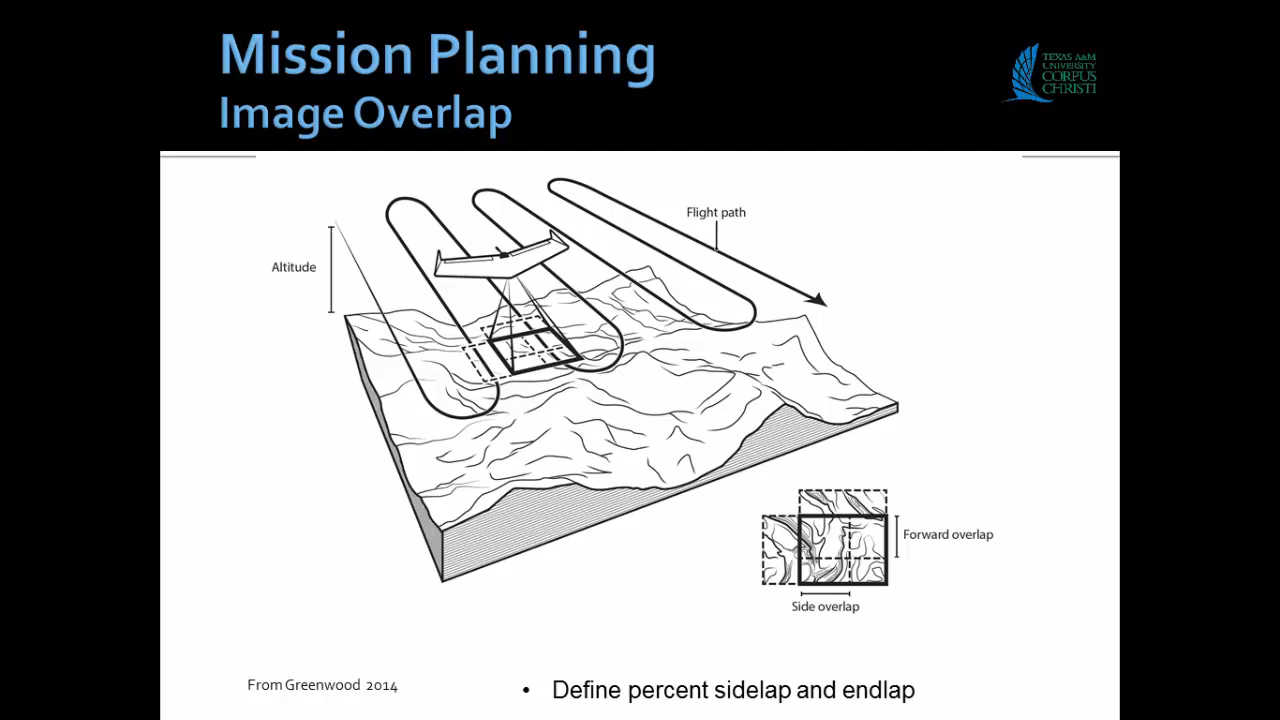 Mission Planning
Image Overlap
TEXAS A&M
UNIVERSITY
CORPUS
CHRISTI
Flight path
Altitude
Forward overlap
Side overlap
From Greenwood 2014
• Define percent sidelap and endlap